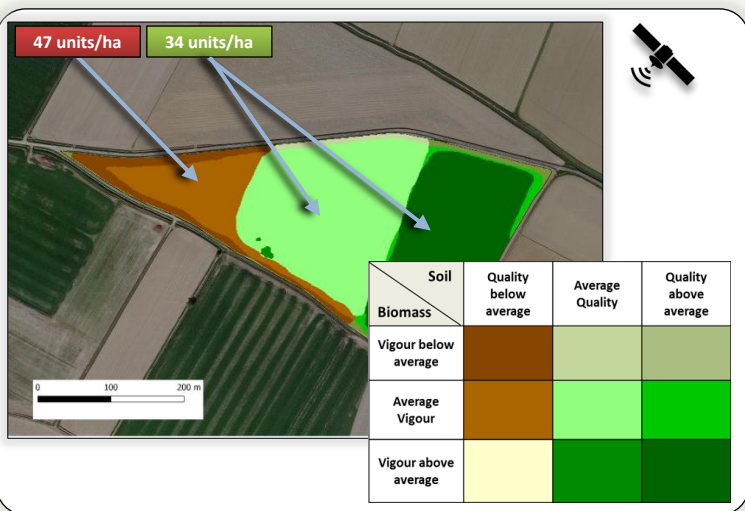 47 units/ha
34 units/ha
0 100 200 m
Soil
Biomass
Quality
below
average
Average
Quality
Quality
above
average
Vigour below
average
Average
Vigour
Vigour above
average